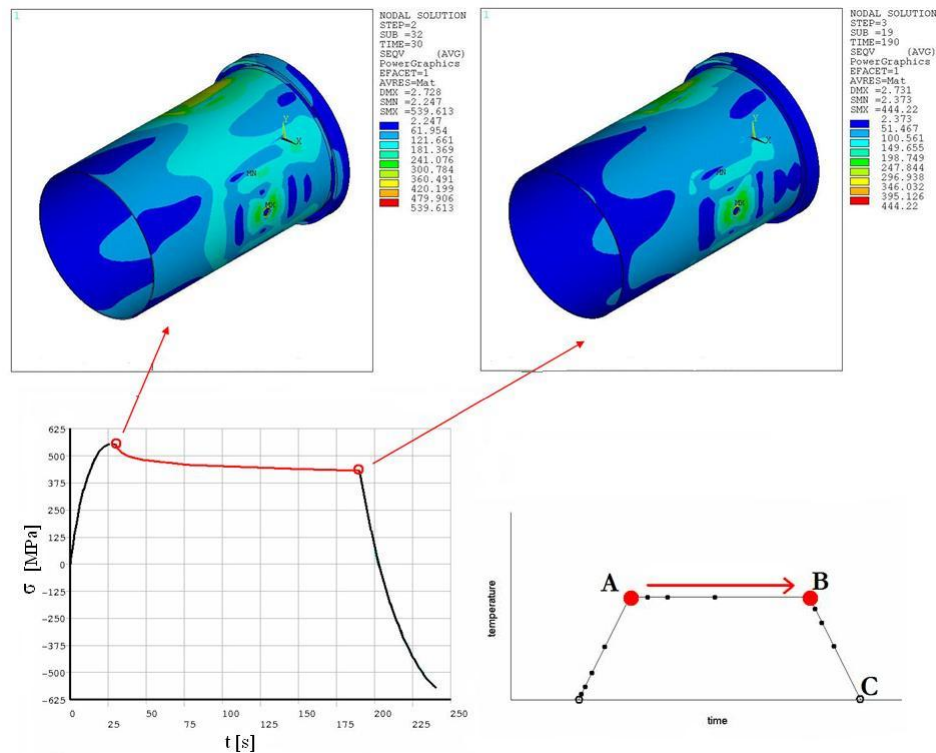 1
NODAL SOLUTION
STEP=2
SUB =32
TIME=30
SEQV (AVG)
PowerGraphics
EFACET=1
AVRES=Mat
DMX =2.728
SMN =2.247
SMX =539.613
2.247
61.954
121.661
181.369
241.076
300.784
360.491
420.199
479.906
539.613
Y
X
MN
MX
1
NODAL SOLUTION
STEP=3
SUB =19
TIME=190
SEQV (AVG)
PowerGraphics
EFACET=1
AVRES=Mat
DMX =2.731
SMN =2.373
SMX =444.22
2.373
51.467
100.561
149.655
198.749
247.844
296.938
346.032
395.126
444.22
Y
X
MN
MX
625
500
375
250
125
0
-125
-250
-375
-500
-625
σ [MPa]
0 50 100 150 200 250
25 75 125 175 225
t [s]
temperature
A
B
C
time